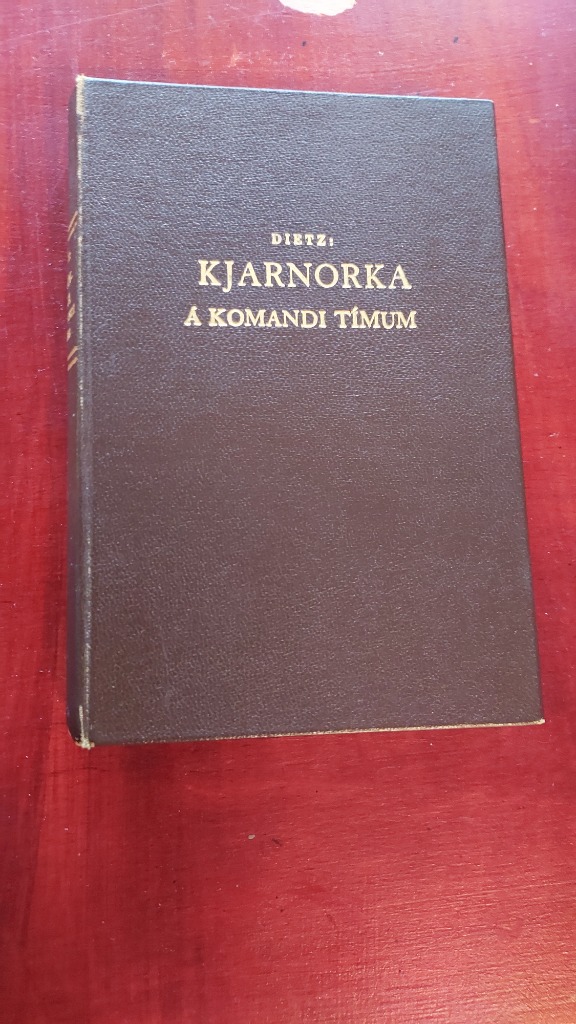 DIETZ:
KJARNORKA
Á KOMANDI TÍMUM